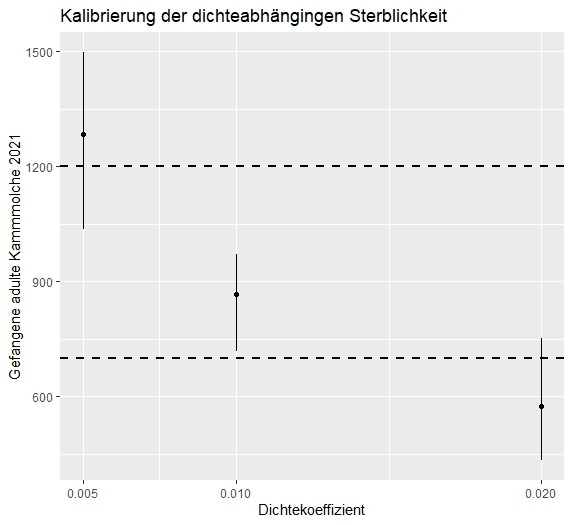 Kalibrierung der dichteabhängingen Sterblichkeit
Gefangene adulte Kammmolche 2021
1500
1200
900
600
0.005
0.010
0.020
Dichtekoeffizient